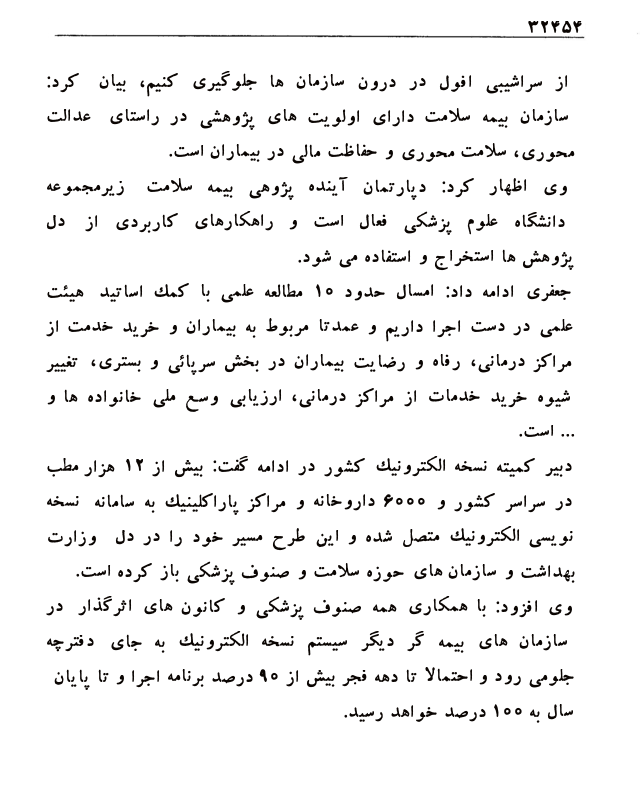 ۳۲۴۵۴
از سراشیبی افول در درون سازمان ها جلوگیری کنیم، بیان کرد:
سازمان بیمه سلامت دارای اولویت های پژوهشی در راستای عدالت
محوری، سلامت محوری و حفاظت مالی در بیماران است.
وی اظهار کرد: دپارتمان آینده پژوهی بیمه سلامت زیرمجموعه
دانشگاه علوم پزشکی فعال است و راهکارهای کاربردی از دل
پژوهش ها استخراج و استفاده می شود.
جعفری ادامه داد: امسال حدود ۱۰ مطالعه علمی با کمك اساتید هیئت
علمی در دست اجرا داریم و عمدتا مربوط به بیماران و خرید خدمت از
مراکز درمانی، رفاه و رضایت بیماران در بخش سرپائی و بستری، تغییر
شیوه خرید خدمات از مراکز درمانی، ارزیابی وسع ملی خانواده ها و
... است.
دبیر کمیته نسخه الکترونیك کشور در ادامه گفت: بیش از ۱۲ هزار مطب
در سراسر کشور و ۶۰۰۰ داروخانه و مراکز پاراکلینیك به سامانه نسخه
نویسی الکترونیك متصل شده و این طرح مسیر خود را در دل وزارت
بهداشت و سازمان های حوزه سلامت و صنوف پزشکی باز کرده است.
وی افزود: با همکاری همه صنوف پزشکی و کانون های اثرگذار در
سازمان های بیمه گر دیگر سیستم نسخه الکترونیك به جای دفترچه
جلومی رود و احتمالا تا دهه فجر بیش از ۹۰ درصد برنامه اجرا و تا پایان
سال به ۱۰۰ درصد خواهد رسید.